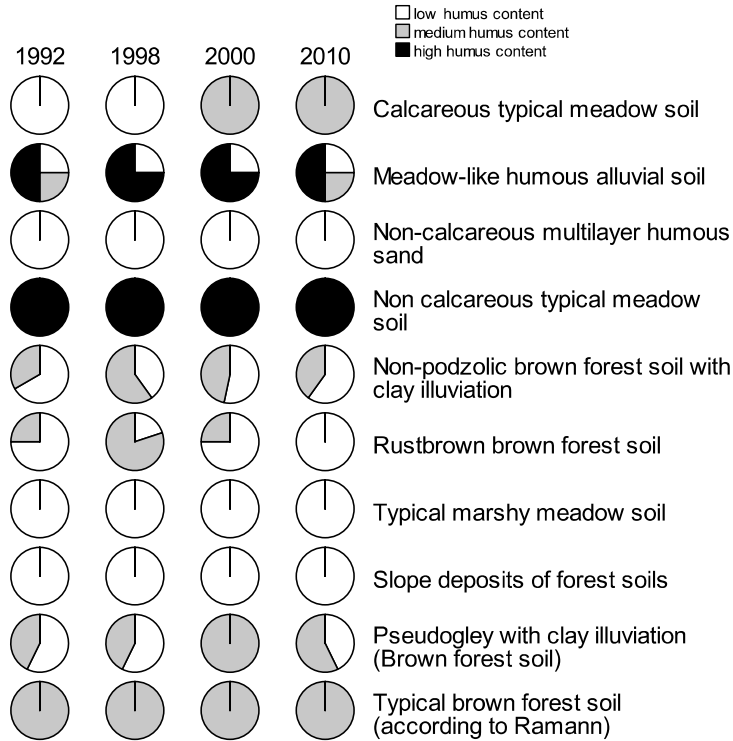 low humus content
medium humus content
high humus content
1992 1998 2000 2010
Calcareous typical meadow soil
Meadow-like humous alluvial soil
Non-calcareous multilayer humous
sand
Non calcareous typical meadow
soil
Non-podzolic brown forest soil with
clay illuviation
Rustbrown brown forest soil
Typical marshy meadow soil
Slope deposits of forest soils
Pseudogley with clay illuviation
(Brown forest soil)
Typical brown forest soil
(according to Ramann)